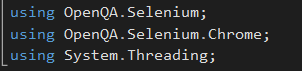 using OpenQA.Selenium;
using OpenQA.Selenium.Chrome;
using System.Threading;